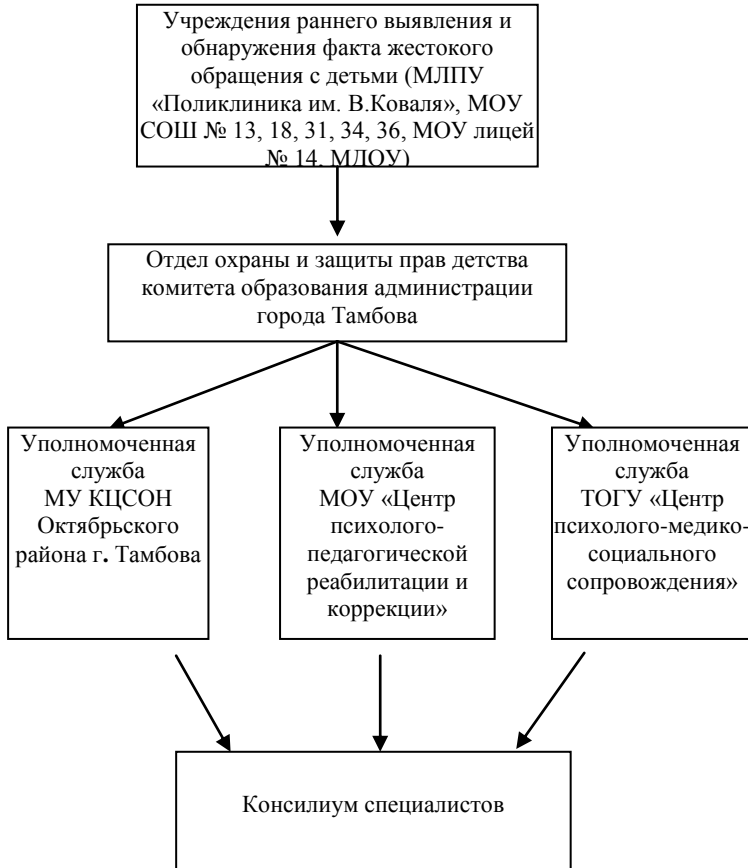 Учреждения раннего выявления и
обнаружения факта жестокого
обращения с детьми (МЛПУ
«Поликлиника им. В.Коваля», МОУ
СОШ № 13, 18, 31, 34, 36, МОУ лицей
№ 14, МДОУ)
Отдел охраны и защиты прав детства
комитета образования администрации
города Тамбова
Уполномоченная
служба
МУ КЦСОН
Октябрьского
района г. Тамбова
Уполномоченная
служба
МОУ «Центр
психолого-
педагогической
реабилитации и
коррекции»
Уполномоченная
служба
ТОГУ «Центр
психолого-медико-
социального
сопровождения»
Консилиум специалистов